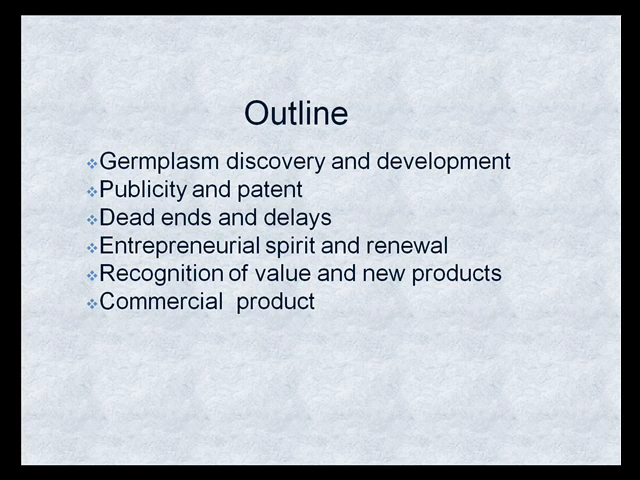 Outline
Germplasm discovery and development
Publicity and patent
Dead ends and delays
Entrepreneurial spirit and renewal
Recognition of value and new products
Commercial  product